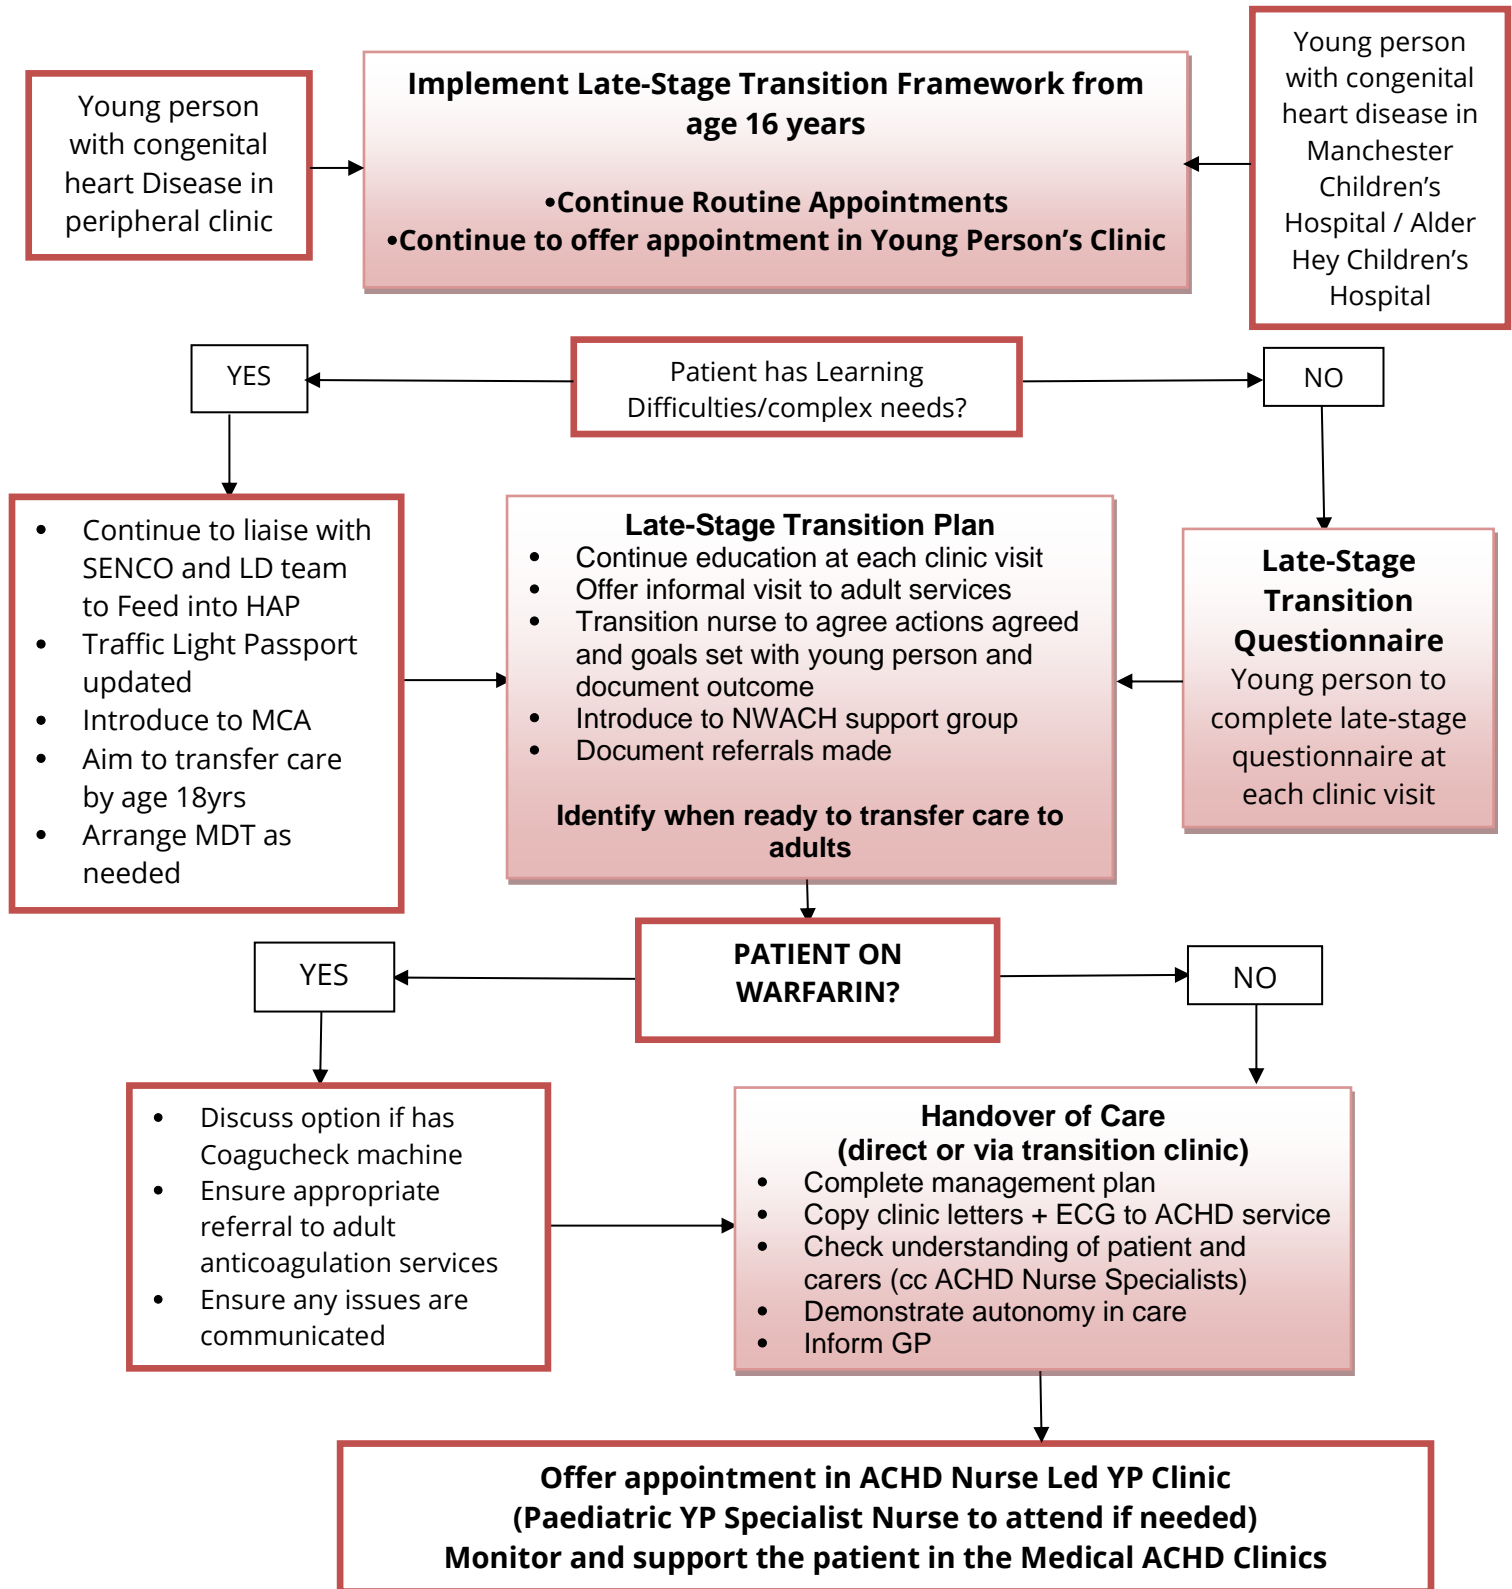 Young person
with congenital
heart Disease in
peripheral clinic
Implement Late-Stage Transition Framework from
age 16 years
•Continue Routine Appointments
•Continue to offer appointment in Young Person's Clinic
Young person
with congenital
heart disease in
Manchester
Children's
Hospital / Alder
Hey Children's
Hospital
YES
Patient has Learning
Difficulties/complex needs?
NO
• Continue to liaise with
SENCO and LD team
to Feed into HAP
• Traffic Light Passport
updated
• Introduce to MCA
• Aim to transfer care
by age 18yrs
• Arrange MDT as
needed
Late-Stage Transition Plan
• Continue education at each clinic visit
• Offer informal visit to adult services
• Transition nurse to agree actions agreed
and goals set with young person and
document outcome
• Introduce to NWACH support group
• Document referrals made
Identify when ready to transfer care to
adults
Late-Stage
Transition
Questionnaire
Young person to
complete late-stage
questionnaire at
each clinic visit
YES
PATIENT ON
WARFARIN?
NO
• Discuss option if has
Coagucheck machine
• Ensure appropriate
referral to adult
anticoagulation services
• Ensure any issues are
communicated
Handover of Care
(direct or via transition clinic)
• Complete management plan
• Copy clinic letters + ECG to ACHD service
• Check understanding of patient and
carers (cc ACHD Nurse Specialists)
• Demonstrate autonomy in care
• Inform GP
Offer appointment in ACHD Nurse Led YP Clinic
(Paediatric YP Specialist Nurse to attend if needed)
Monitor and support the patient in the Medical ACHD Clinics